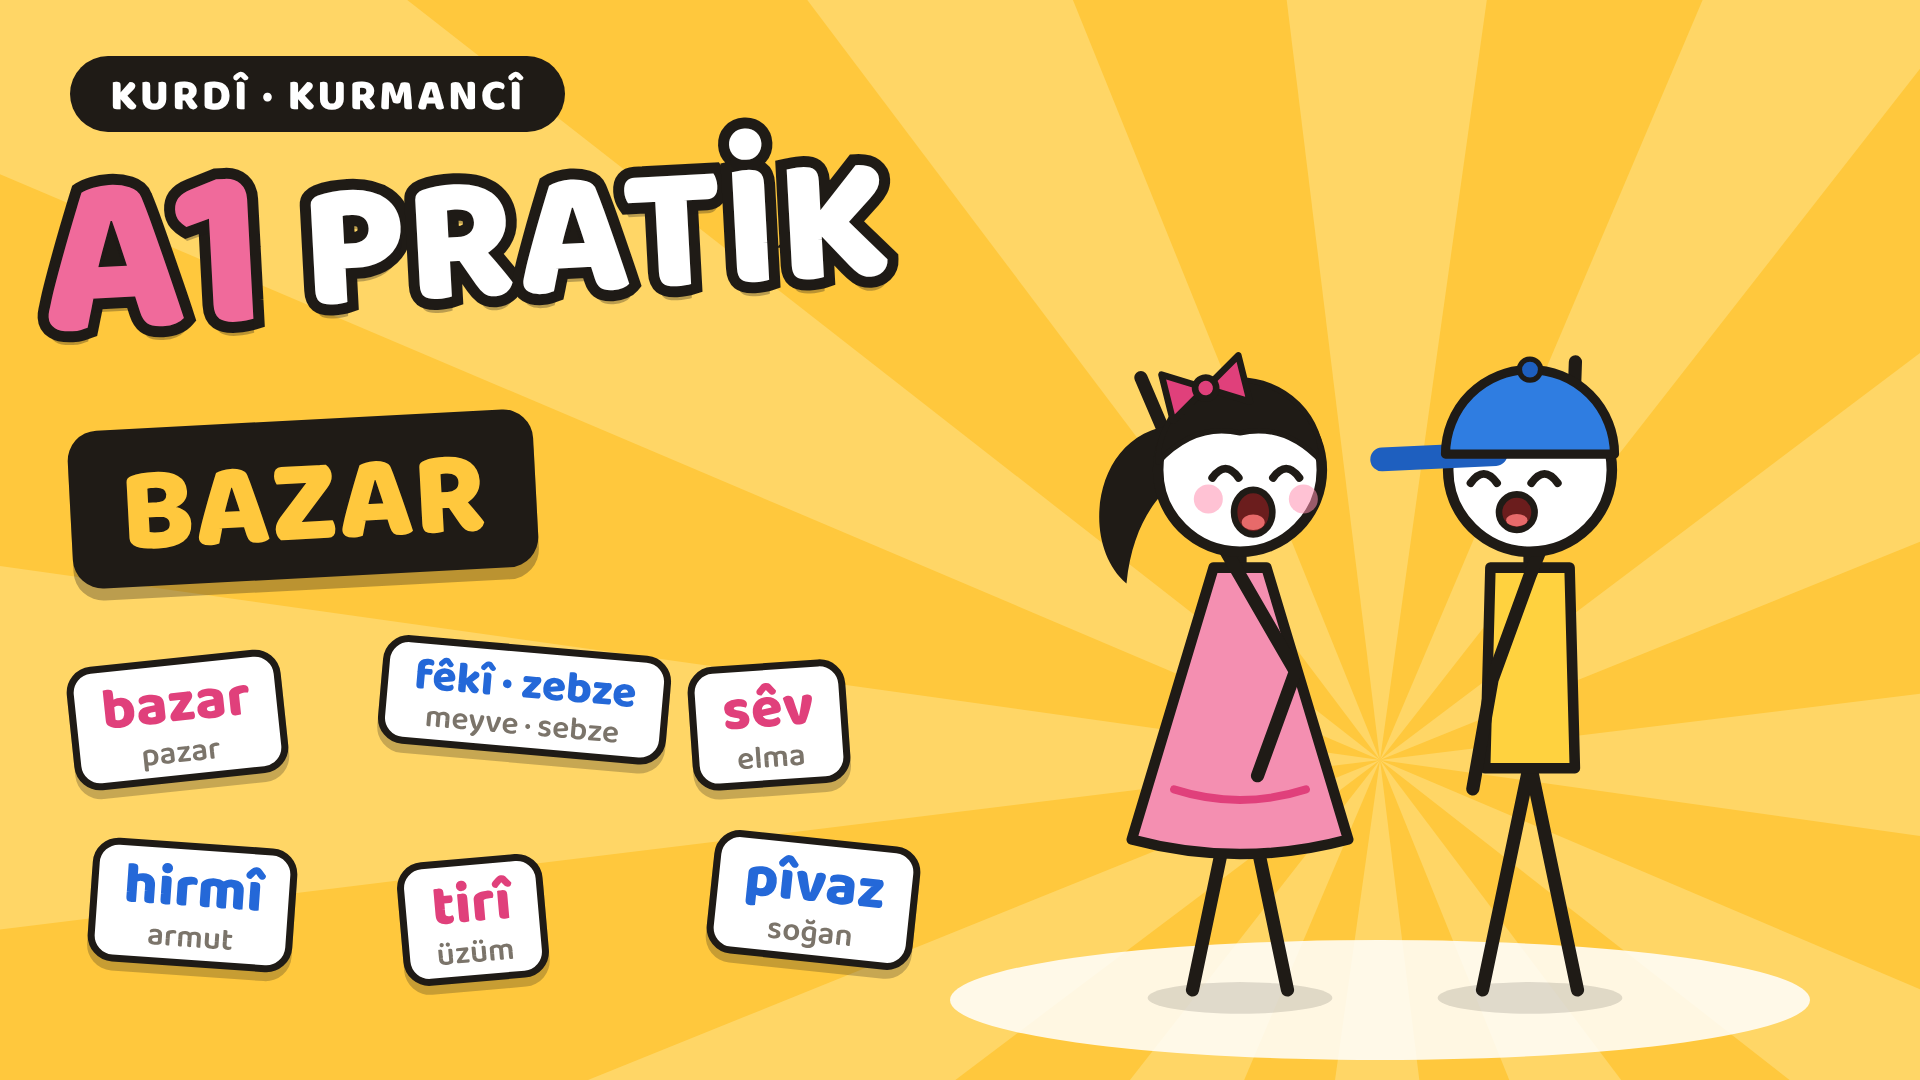 KURDÎ · KURMANCÎ
A1 PRATİK
BAZAR
bazar
pazar
fêkî · zebze
meyve · sebze
sêv
elma
hirmî
armut
tirî
üzüm
pîvaz
soğan